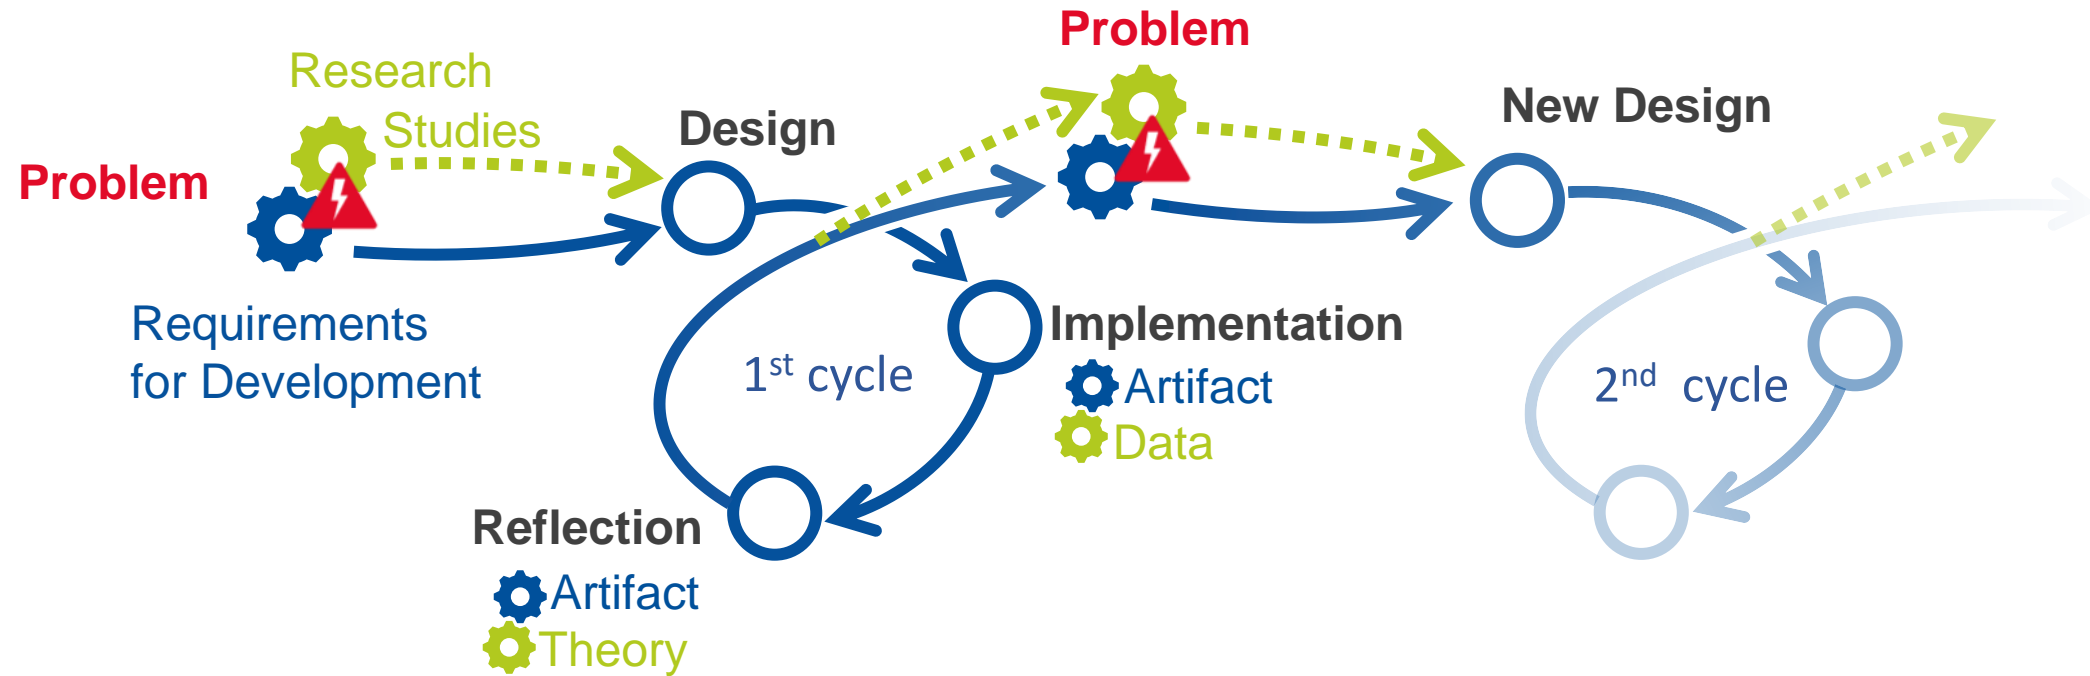 Problem
Research
Studies
Requirements
for Development
Design
1st cycle
Implementation
Artifact
Data
Reflection
Artifact
Theory
Problem
New Design
2nd cycle